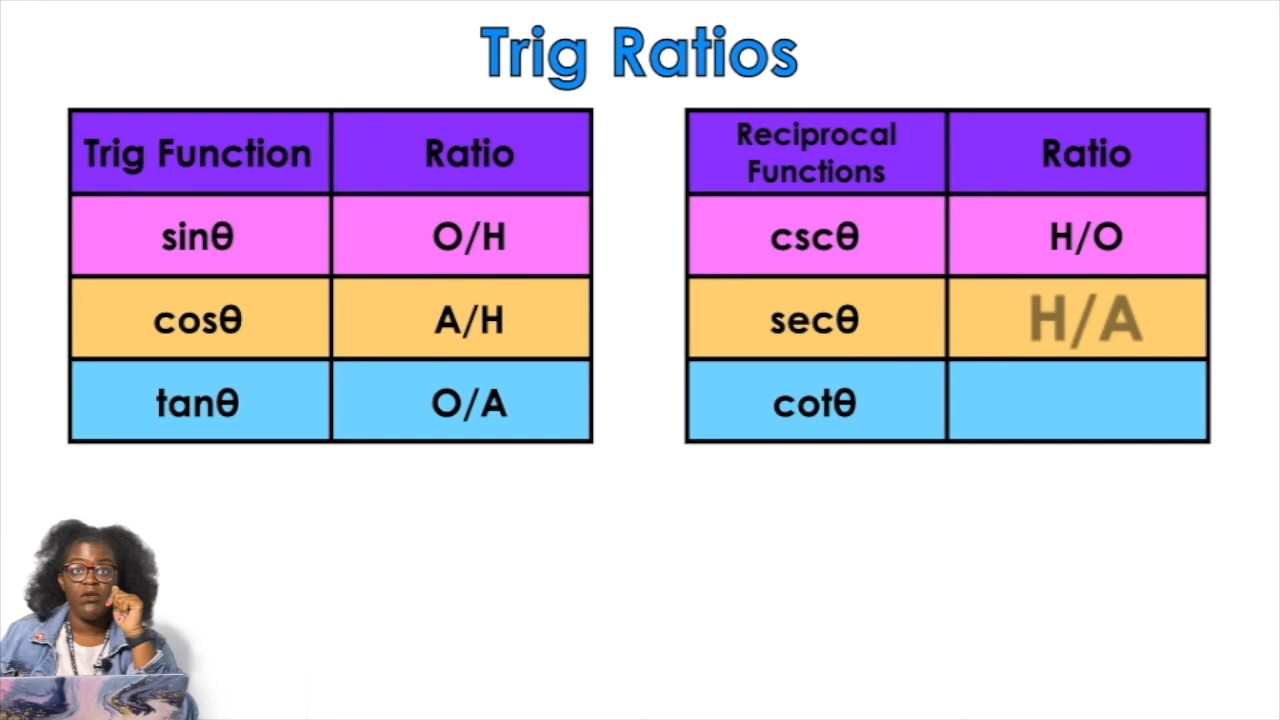 Trig Ratios
Trig Function Ratio
sinθ O/H
cosθ A/H
tanθ O/A
Reciprocal
Functions
Ratio
cscθ H/O
secθ H/A
cotθ